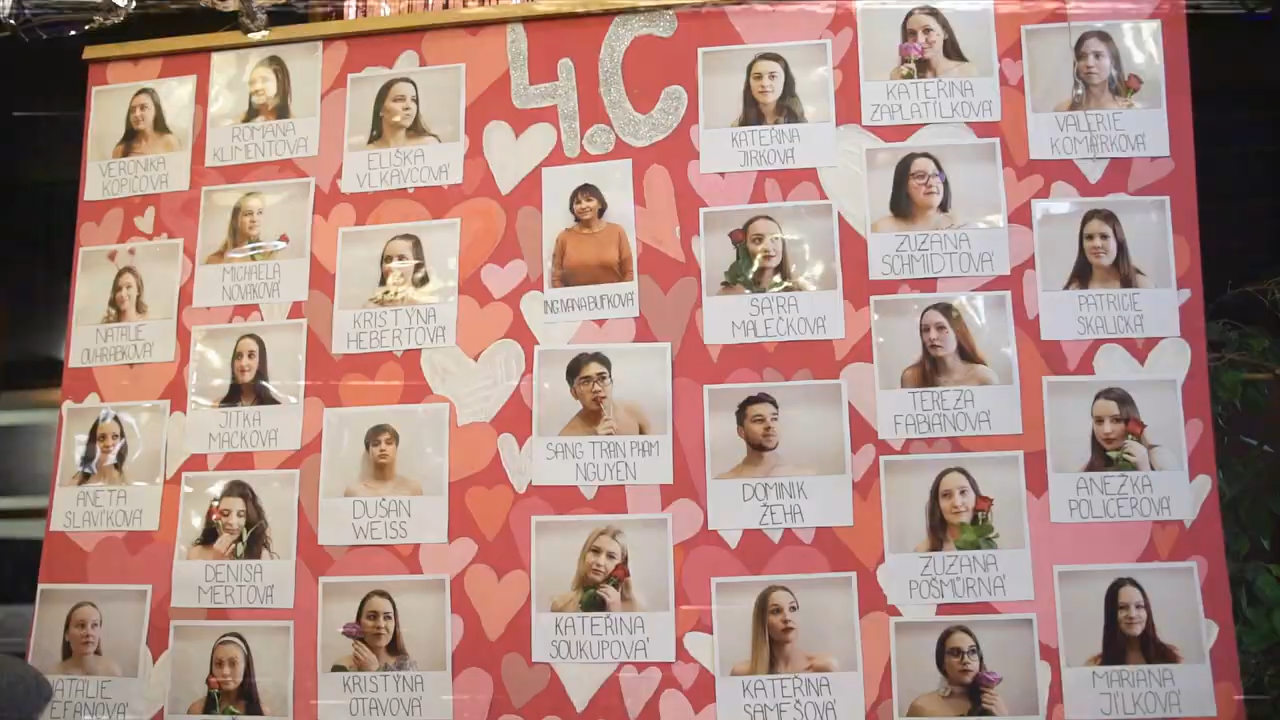 4.C
VERONIKA
KOPICOVÁ
ROMANA
KLIMENTOVÁ
ELIŠKA
VLKAVCOVÁ
KATEŘINA
JIRKOVÁ
KATEŘINA
ZAPLATÍLKOVÁ
VALERIE
KOMÁRKOVÁ
NATÁLIE
OUHRABKOVÁ
MICHAELA
NOVÁKOVÁ
KRISTÝNA
HEBERTOVÁ
ING. IVANA BUFKOVÁ
SÁRA
MALEČKOVÁ
ZUZANA
SCHMIDTOVÁ
PATRICIE
SKALICKÁ
ANETA
SLAVÍKOVÁ
JITKA
MACKOVÁ
DUŠAN
WEISS
SANG TRAN PHAM
NGUYEN
DOMINIK
ŽEHA
TEREZA
FABIÁNOVÁ
ANEŽKA
POLICEROVÁ
DENISA
MERTOVÁ
KATEŘINA
SOUKUPOVÁ
ZUZANA
POŠMURNÁ
KRISTÝNA
OTAVOVÁ
KATEŘINA
SAMEŠOVÁ
MARIANA
JÍLKOVÁ